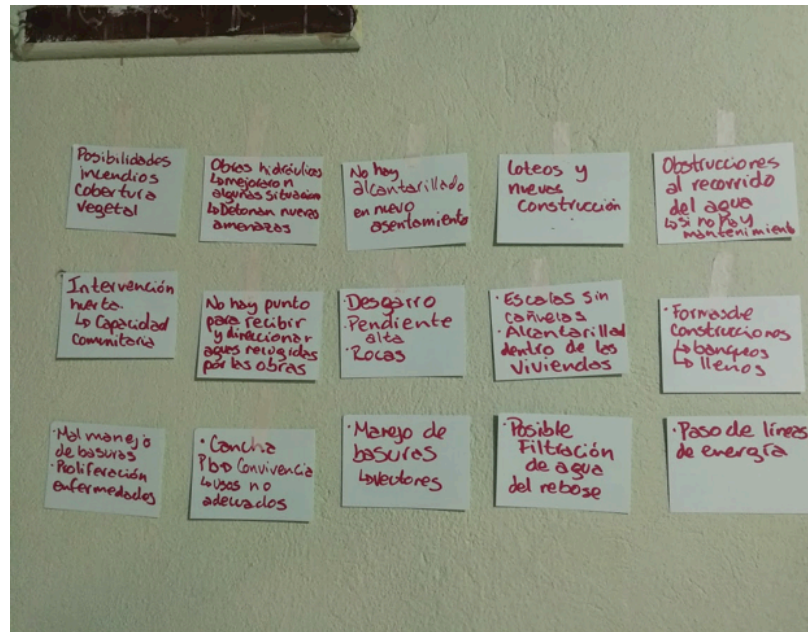 Posibilidades
incendios
Cobertura
vegetal
Obras hidráulicas
↳mejoraron
algunas situación
↳Detonan nuevas
amenazas
No hay
alcantarillado
en nuevo
asentamiento
Loteos y
nuevas
construcción
Obstrucciones
al recorrido
del agua
↳si no hay
mantenimiento
· Intervención
huerta.
↳ Capacidad
Comunitaria
No hay punto
para recibir
y direccionar
aguas recogidas
por las obras
· Desgarro
· Pendiente
alta
· Rocas
· Escalas sin
cañuelas
· Alcantarillad
dentro de las
viviendas
· Formas de
construcciones
↳banqueos
↳llenos
· Mal manejo
de basuras
· Proliferación
enfermedades
· Cancha
Convivencia
↳usos no
adecuados
· Manejo de
basuras
↳vectores
· Posible
Filtración
de agua
del rebose
· Paso de líneas
de energía